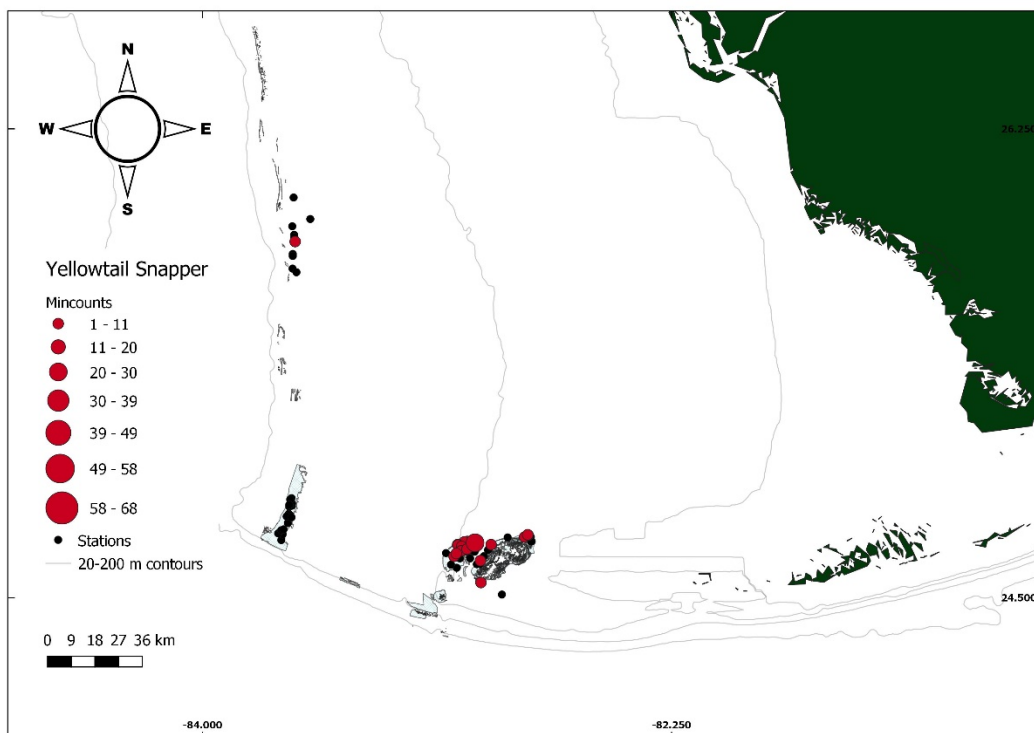 N
W
E
S
26.250
Yellowtail Snapper
Mincounts
1 - 11
11 - 20
20 - 30
30 - 39
39 - 49
49 - 58
58 - 68
Stations
20-200 m contours
24.500
0 9 18 27 36 km
-84.000
-82.250